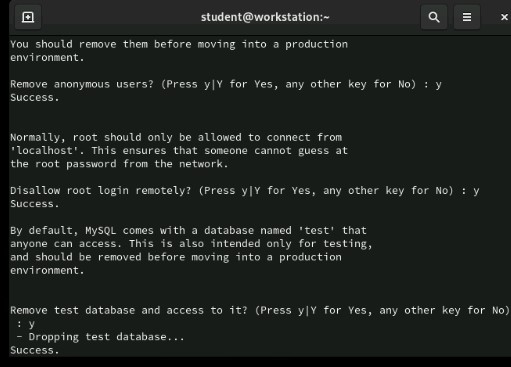 student@workstation:~
You should remove them before moving into a production
environment.
Remove anonymous users? (Press y|Y for Yes, any other key for No) : y
Success.
Normally, root should only be allowed to connect from
'localhost'. This ensures that someone cannot guess at
the root password from the network.
Disallow root login remotely? (Press y|Y for Yes, any other key for No) : y
Success.
By default, MySQL comes with a database named 'test' that
anyone can access. This is also intended only for testing,
and should be removed before moving into a production
environment.
Remove test database and access to it? (Press y|Y for Yes, any other key for No)
 : y
 - Dropping test database...
Success.